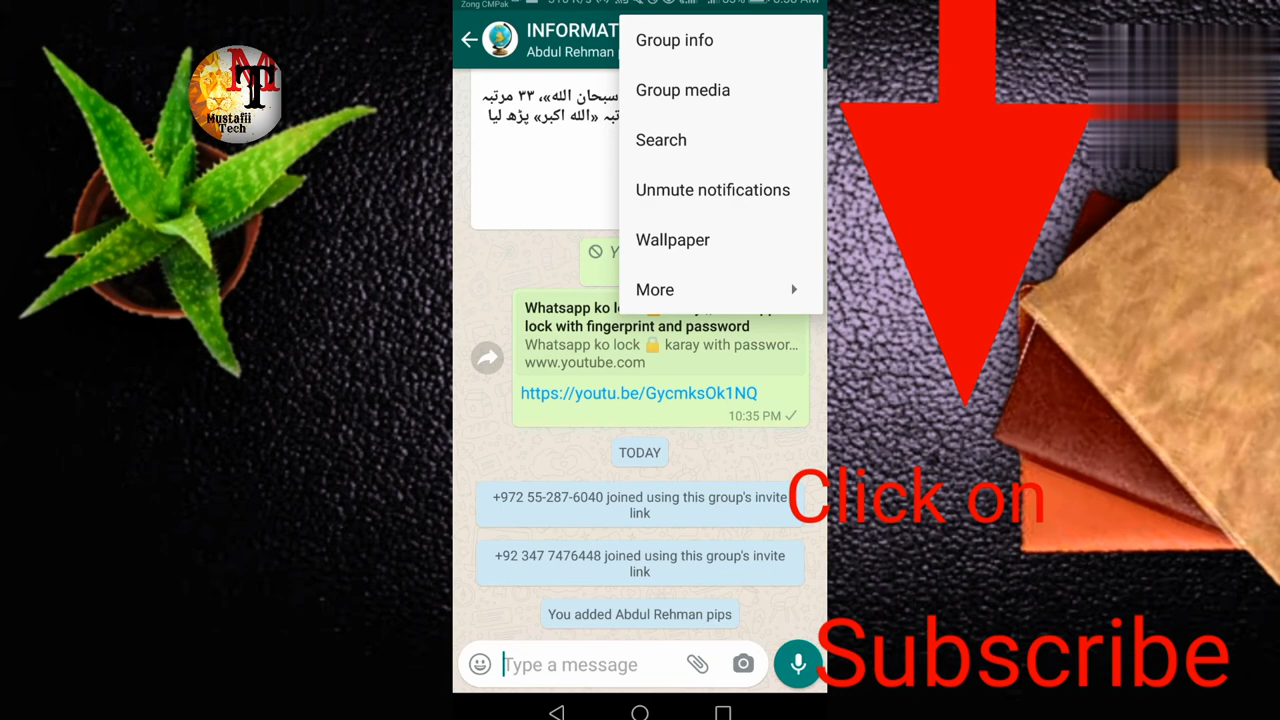 Zong CMPak
INFORMAT
Abdul Rehman
Group info
Group media
Search
Unmute notifications
Wallpaper
More
MT
Mustafii
Tech
سبحان الله»، ۳۳ مرتبہ
تبہ «الله اکبر» پڑھ لیا
Y
Whatsapp ko
lock with fingerprint and password
Whatsapp ko lock 🔒 karay with passwor...
www.youtube.com
https://youtu.be/GycmksOk1NQ
10:35 PM
TODAY
+972 55-287-6040 joined using this group's invite
link
+92 347 7476448 joined using this group's invite
link
You added Abdul Rehman pips
Type a message
Click on
Subscribe